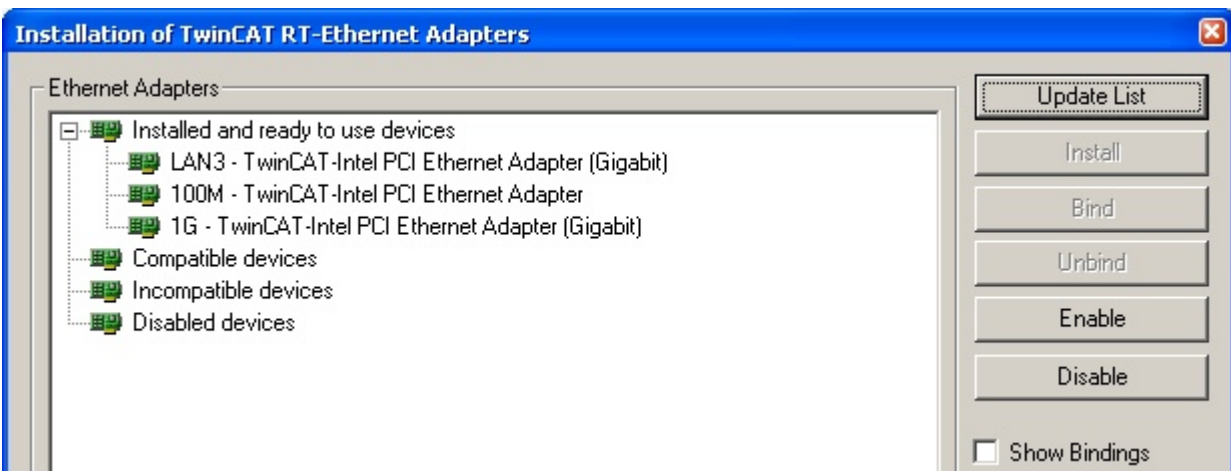 Installation of TwinCAT RT-Ethernet Adapters
Ethernet Adapters
Installed and ready to use devices
LAN3 - TwinCAT-Intel PCI Ethernet Adapter (Gigabit)
100M - TwinCAT-Intel PCI Ethernet Adapter
1G - TwinCAT-Intel PCI Ethernet Adapter (Gigabit)
Compatible devices
Incompatible devices
Disabled devices
Update List
Install
Bind
Unbind
Enable
Disable
Show Bindings